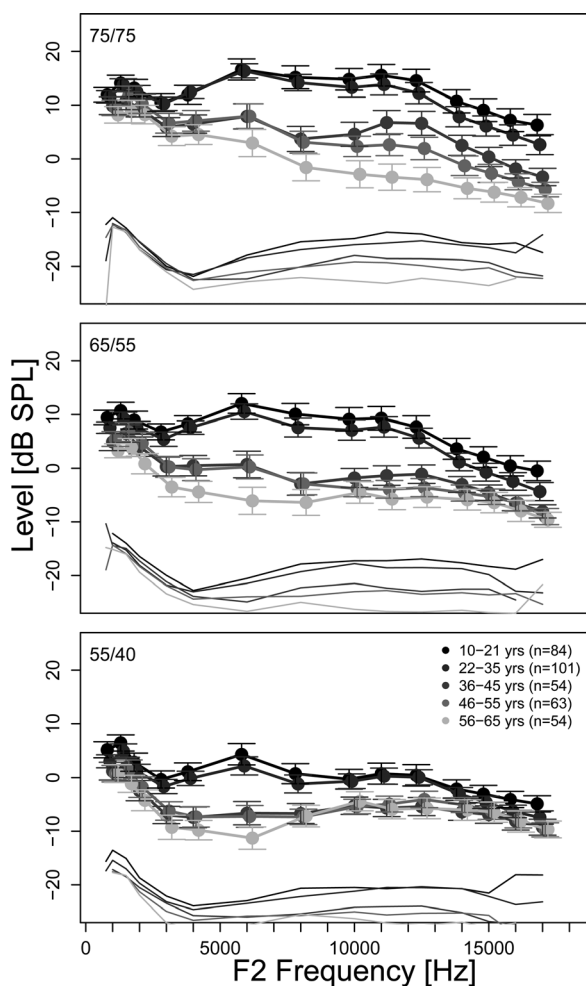 75/75
20
10
0
−10
−20
65/55
20
10
0
−10
−20
Level [dB SPL]
55/40
10−21 yrs (n=84)
22−35 yrs (n=101)
36−45 yrs (n=54)
46−55 yrs (n=63)
56−65 yrs (n=54)
20
10
0
−10
−20
0 5000 10000 15000
F2 Frequency [Hz]